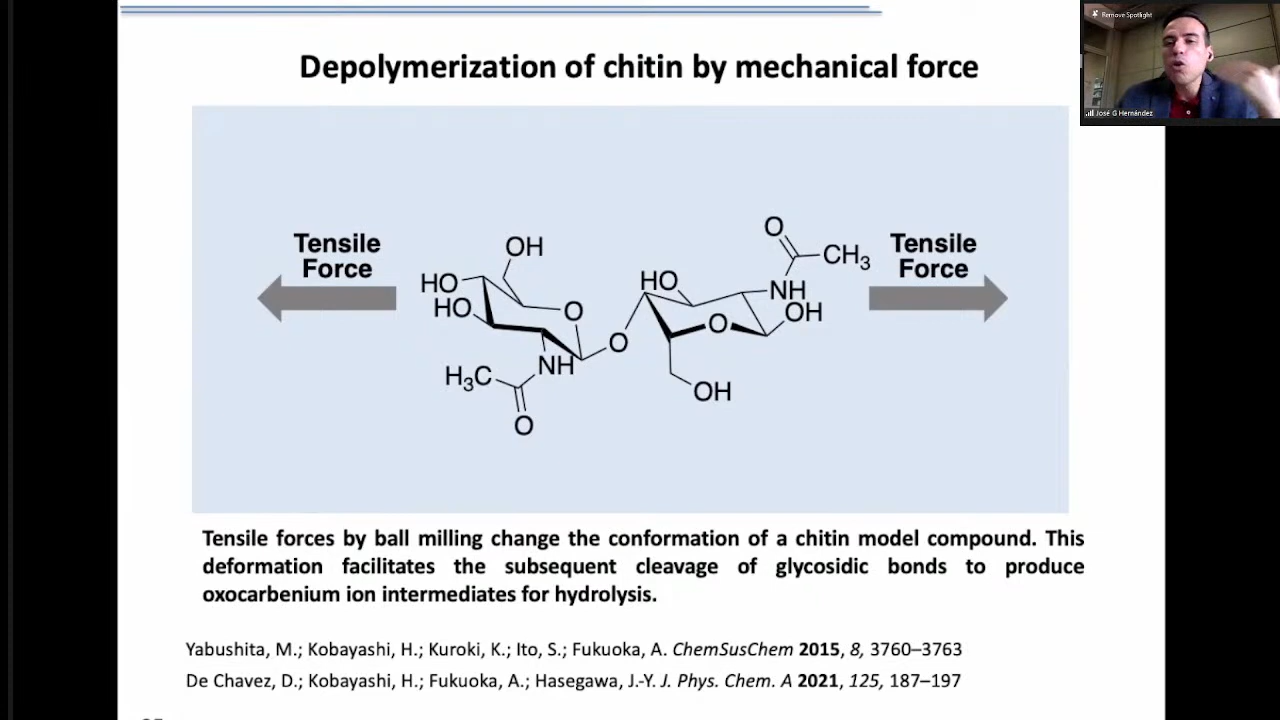 Depolymerization of chitin by mechanical force
Remove Spotlight
José G Hernández
Tensile
Force
Tensile
Force
OH
HO
HO
O
NH
H3C
O
O
HO
O
CH3
NH
OH
O
OH
Tensile forces by ball milling change the conformation of a chitin model compound. This
deformation facilitates the subsequent cleavage of glycosidic bonds to produce
oxocarbenium ion intermediates for hydrolysis.
Yabushita, M.; Kobayashi, H.; Kuroki, K.; Ito, S.; Fukuoka, A. ChemSusChem 2015, 8, 3760–3763
De Chavez, D.; Kobayashi, H.; Fukuoka, A.; Hasegawa, J.-Y. J. Phys. Chem. A 2021, 125, 187–197